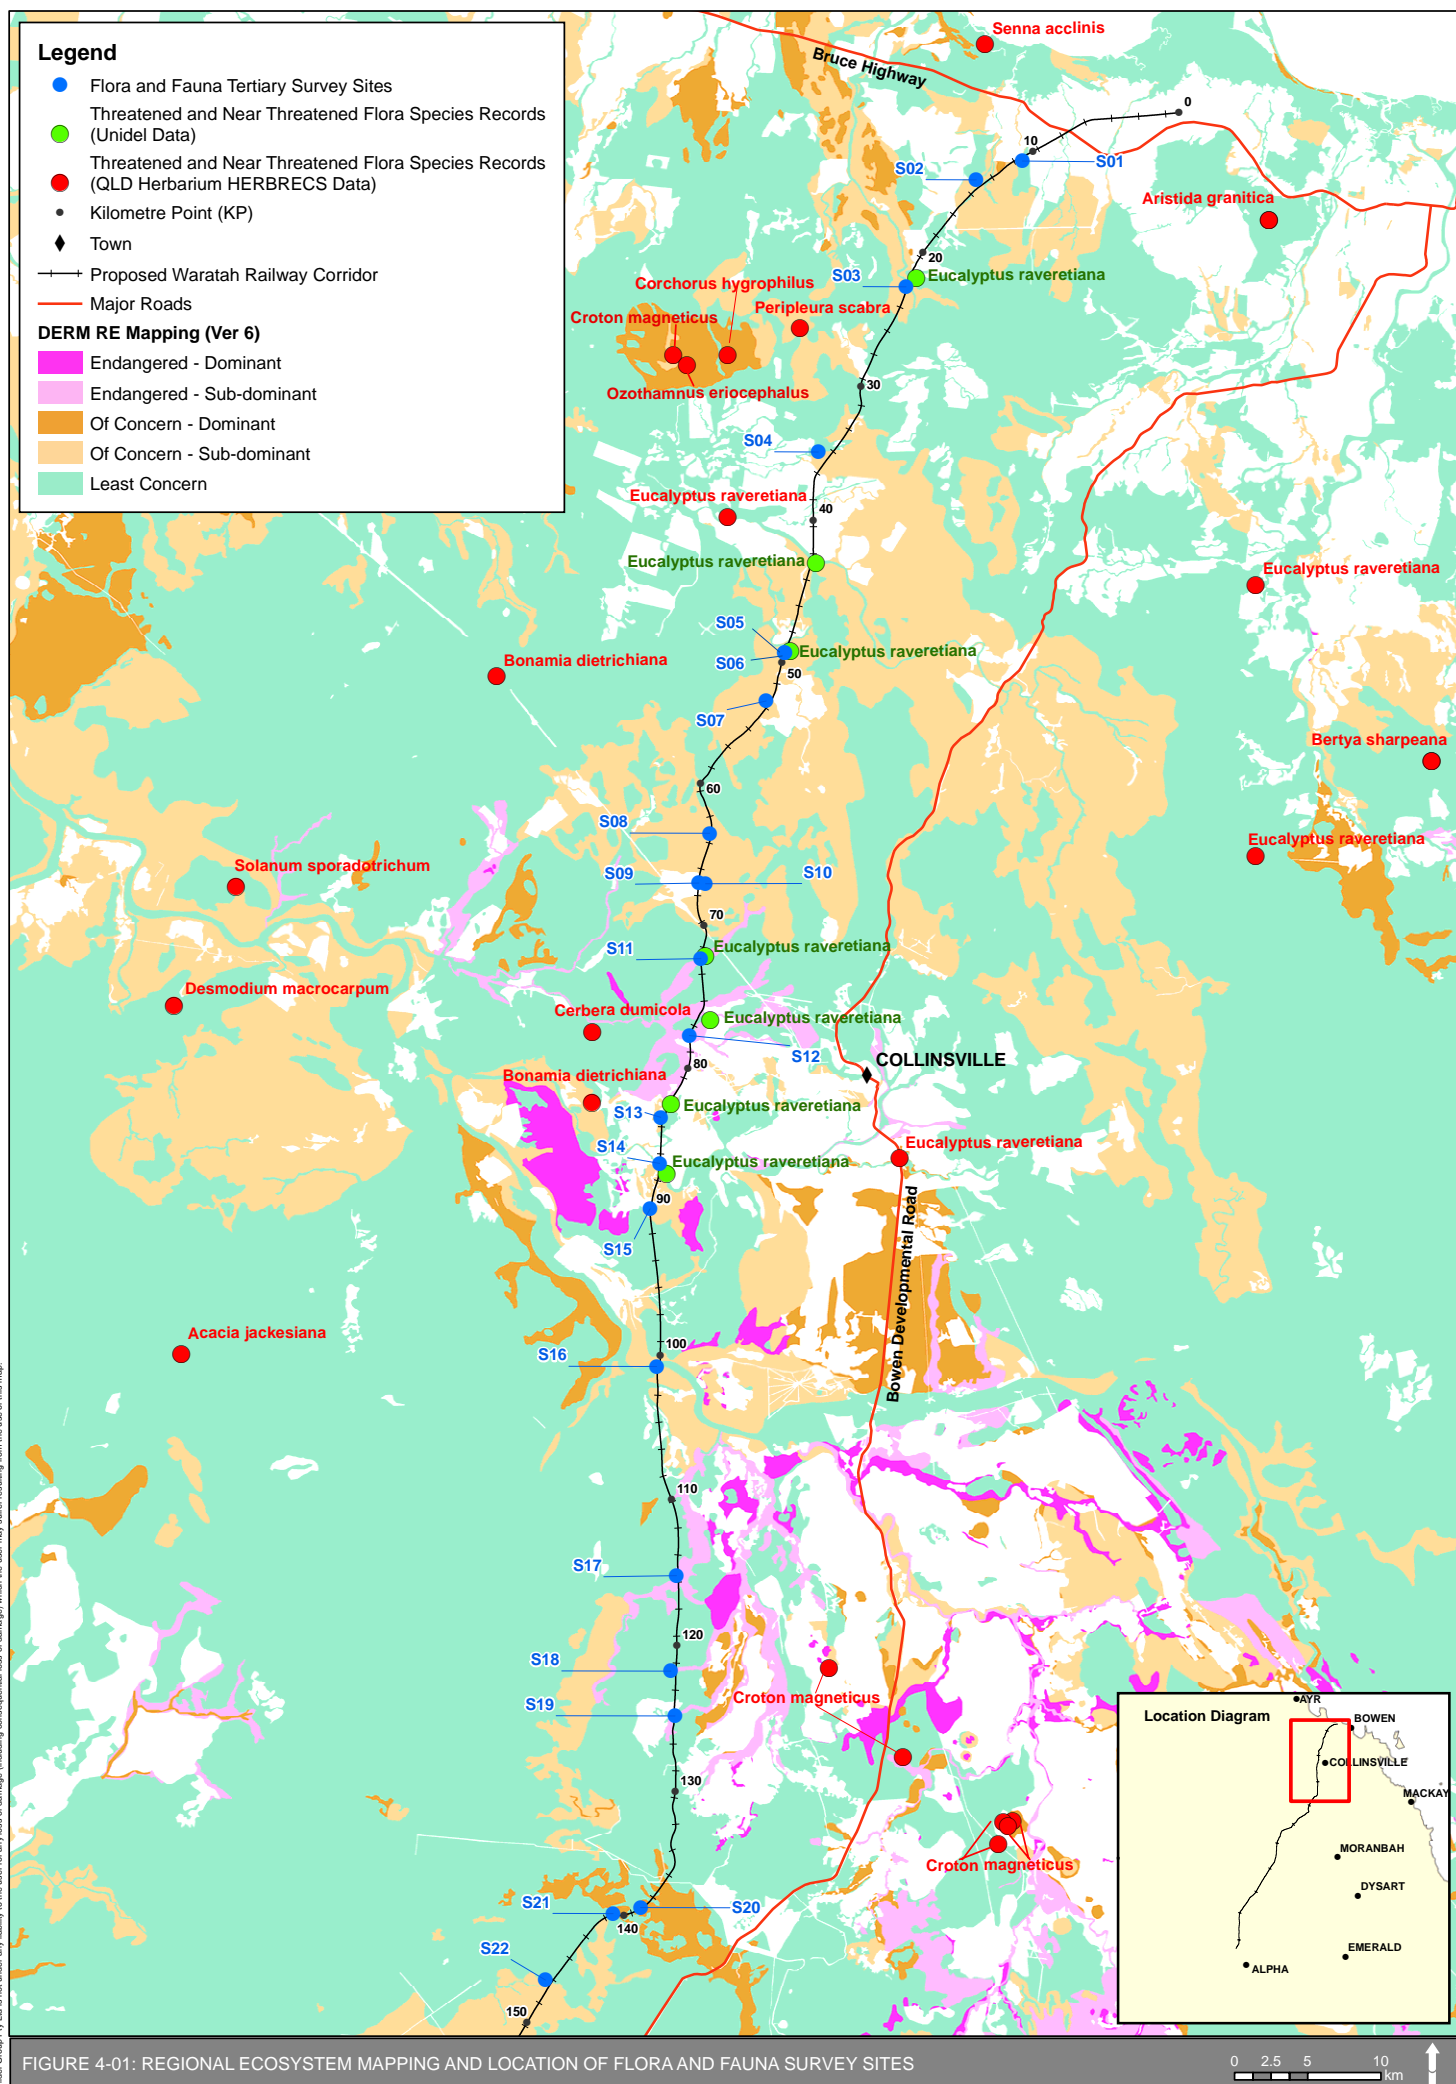 Legend
Flora and Fauna Tertiary Survey Sites
Threatened and Near Threatened Flora Species Records
(Unidel Data)
Threatened and Near Threatened Flora Species Records
(QLD Herbarium HERBRECS Data)
Kilometre Point (KP)
Town
Proposed Waratah Railway Corridor
Major Roads
DERM RE Mapping (Ver 6)
Endangered - Dominant
Endangered - Sub-dominant
Of Concern - Dominant
Of Concern - Sub-dominant
Least Concern
Senna acclinis
Bruce Highway
0
10
S01
S02
Aristida granitica
20
S03
Eucalyptus raveretiana
Corchorus hygrophilus
Peripleura scabra
Croton magneticus
30
Ozothamnus eriocephalus
S04
Eucalyptus raveretiana
40
Eucalyptus raveretiana
Eucalyptus raveretiana
S05
Eucalyptus raveretiana
S06
Bonamia dietrichiana
50
S07
Bertya sharpeana
60
S08
Eucalyptus raveretiana
Solanum sporadotrichum
S09
S10
70
S11
Eucalyptus raveretiana
Desmodium macrocarpum
Cerbera dumicola
Eucalyptus raveretiana
S12
COLLINSVILLE
80
Bonamia dietrichiana
Eucalyptus raveretiana
S13
Eucalyptus raveretiana
S14
Eucalyptus raveretiana
90
S15
Bowen Developmental Road
Acacia jackesiana
100
S16
110
S17
120
S18
Croton magneticus
S19
130
Croton magneticus
S21
S20
140
S22
150
Location Diagram
AYR
BOWEN
COLLINSVILLE
MACKAY
MORANBAH
DYSART
EMERALD
ALPHA
FIGURE 4-01: REGIONAL ECOSYSTEM MAPPING AND LOCATION OF FLORA AND FAUNA SURVEY SITES
0 2.5 5 10
km